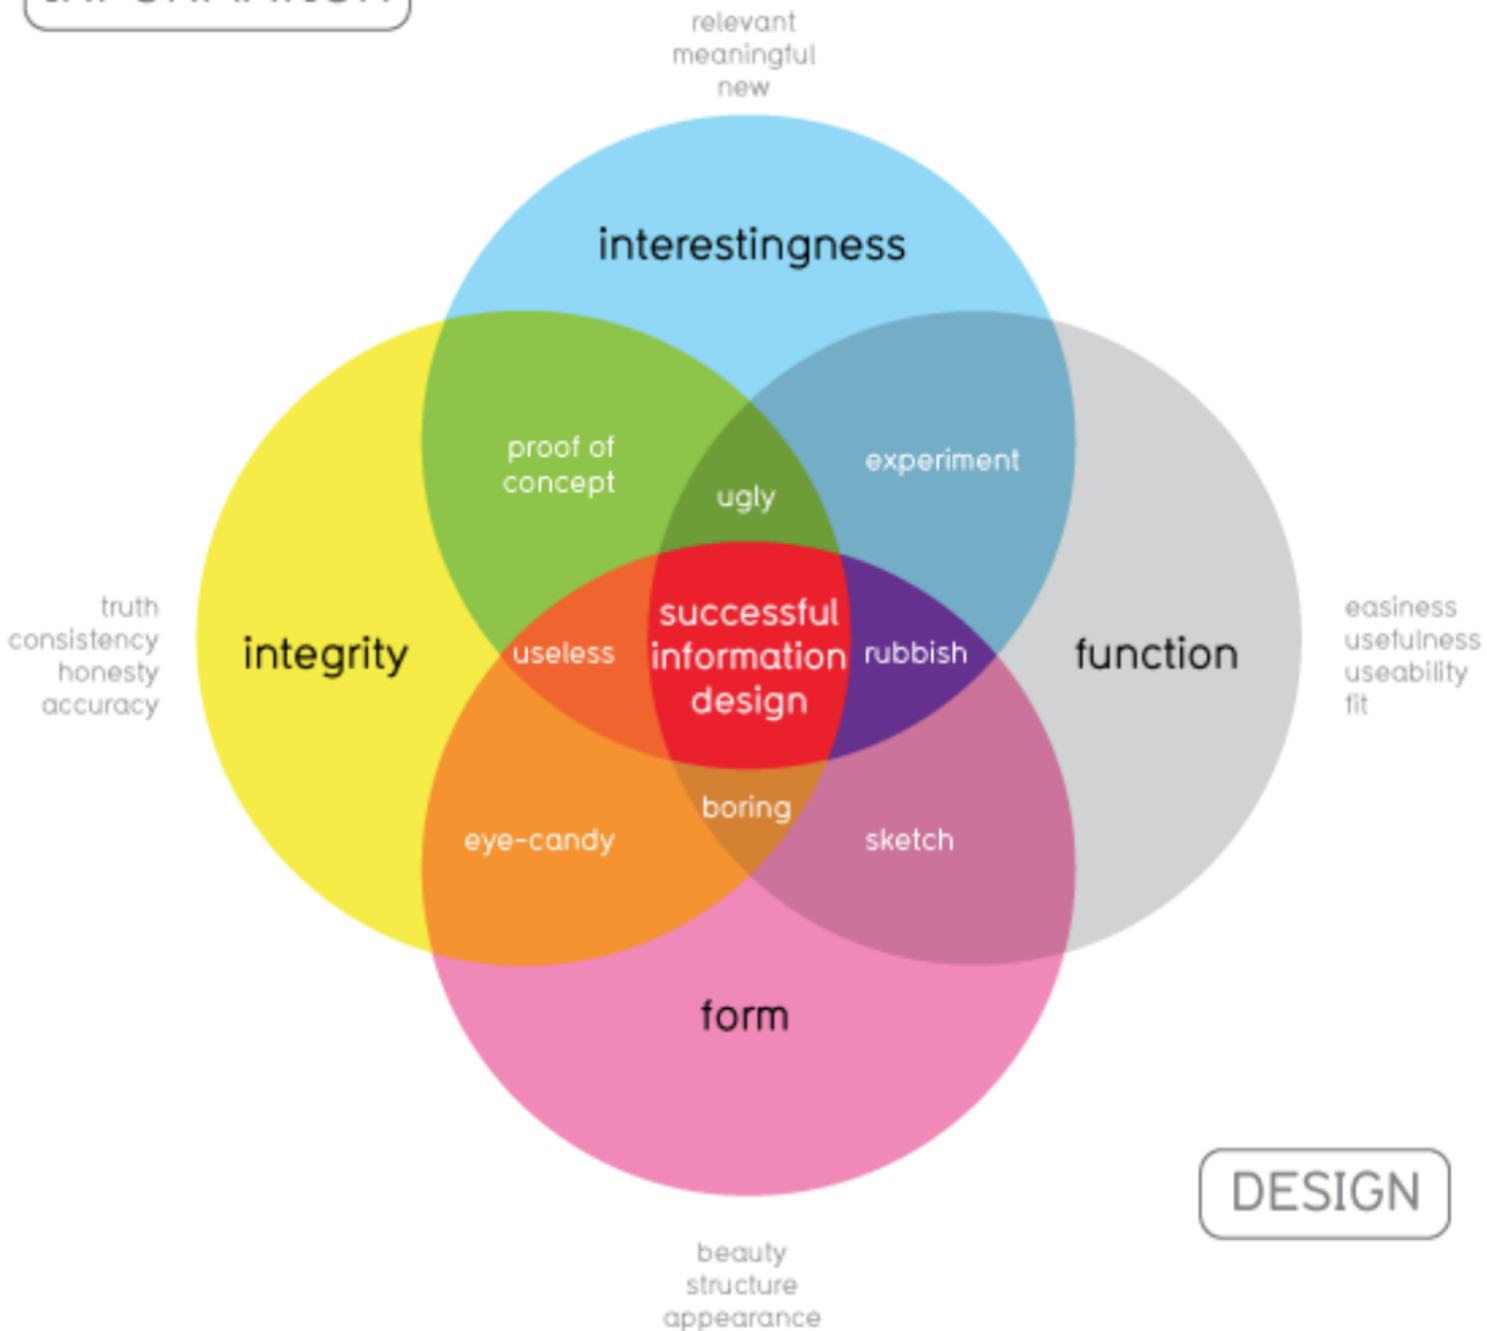 relevant
meaningful
new
interestingness
proof of
concept
experiment
ugly
truth
consistency
honesty
accuracy
integrity
useless
successful
information
design
rubbish
function
easiness
usefulness
useability
fit
boring
eye-candy
sketch
form
DESIGN
beauty
structure
appearance